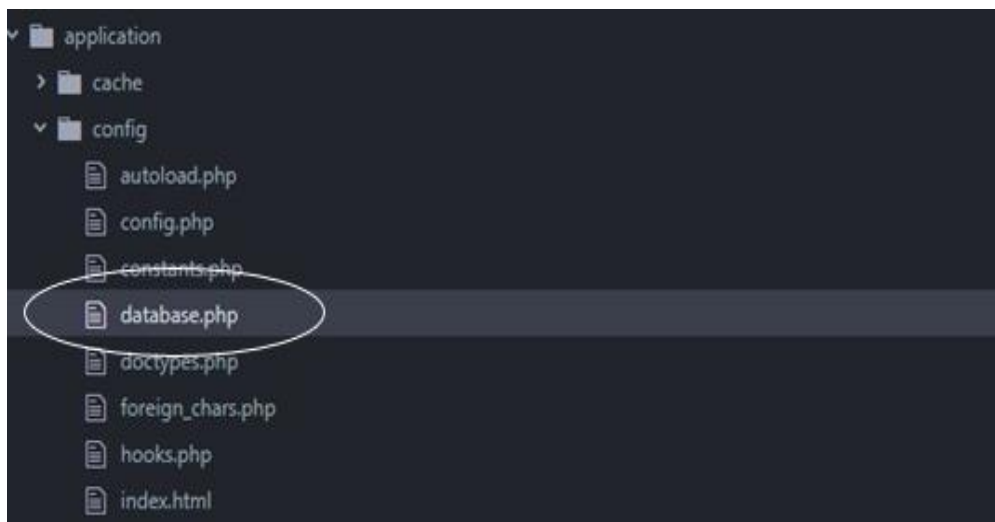 application
cache
config
autoload.php
config.php
constants.php
database.php
doctypes.php
foreign_chars.php
hooks.php
index.html